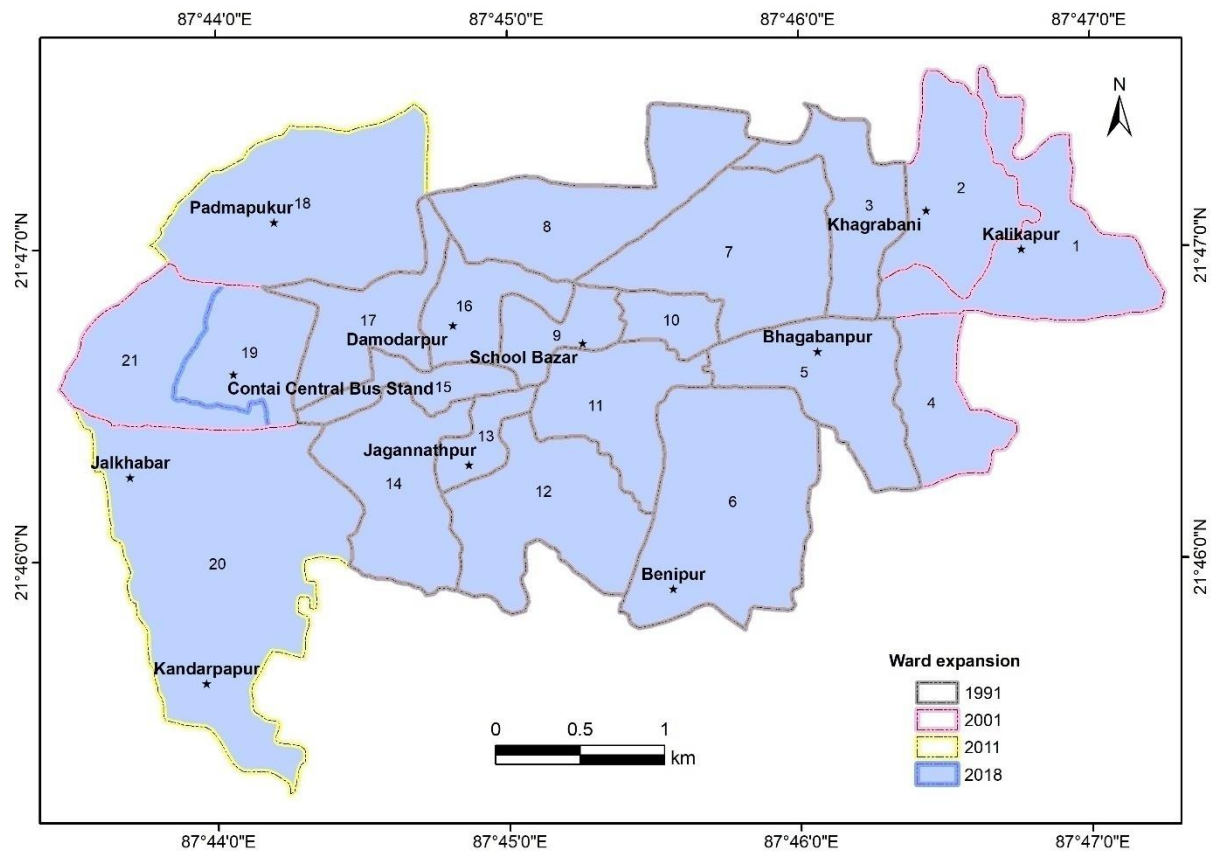 87°44'0"E
87°45'0"E
87°46'0"E
87°47'0"E
N
2
Padmapukur 18
3
Khagrabani
Kalikapur
1
8
7
21°47'0"N
21°47'0"N
16
17
Damodarpur
10
9
School Bazar
Bhagabanpur
5
19
21
Contai Central Bus Stand
15
11
4
13
Jagannathpur
Jalkhabar
14
12
6
20
21°46'0"N
21°46'0"N
Benipur
Kandarpapur
Ward expansion
1991
2001
2011
2018
0 0.5 1
km
87°44'0"E
87°45'0"E
87°46'0"E
87°47'0"E